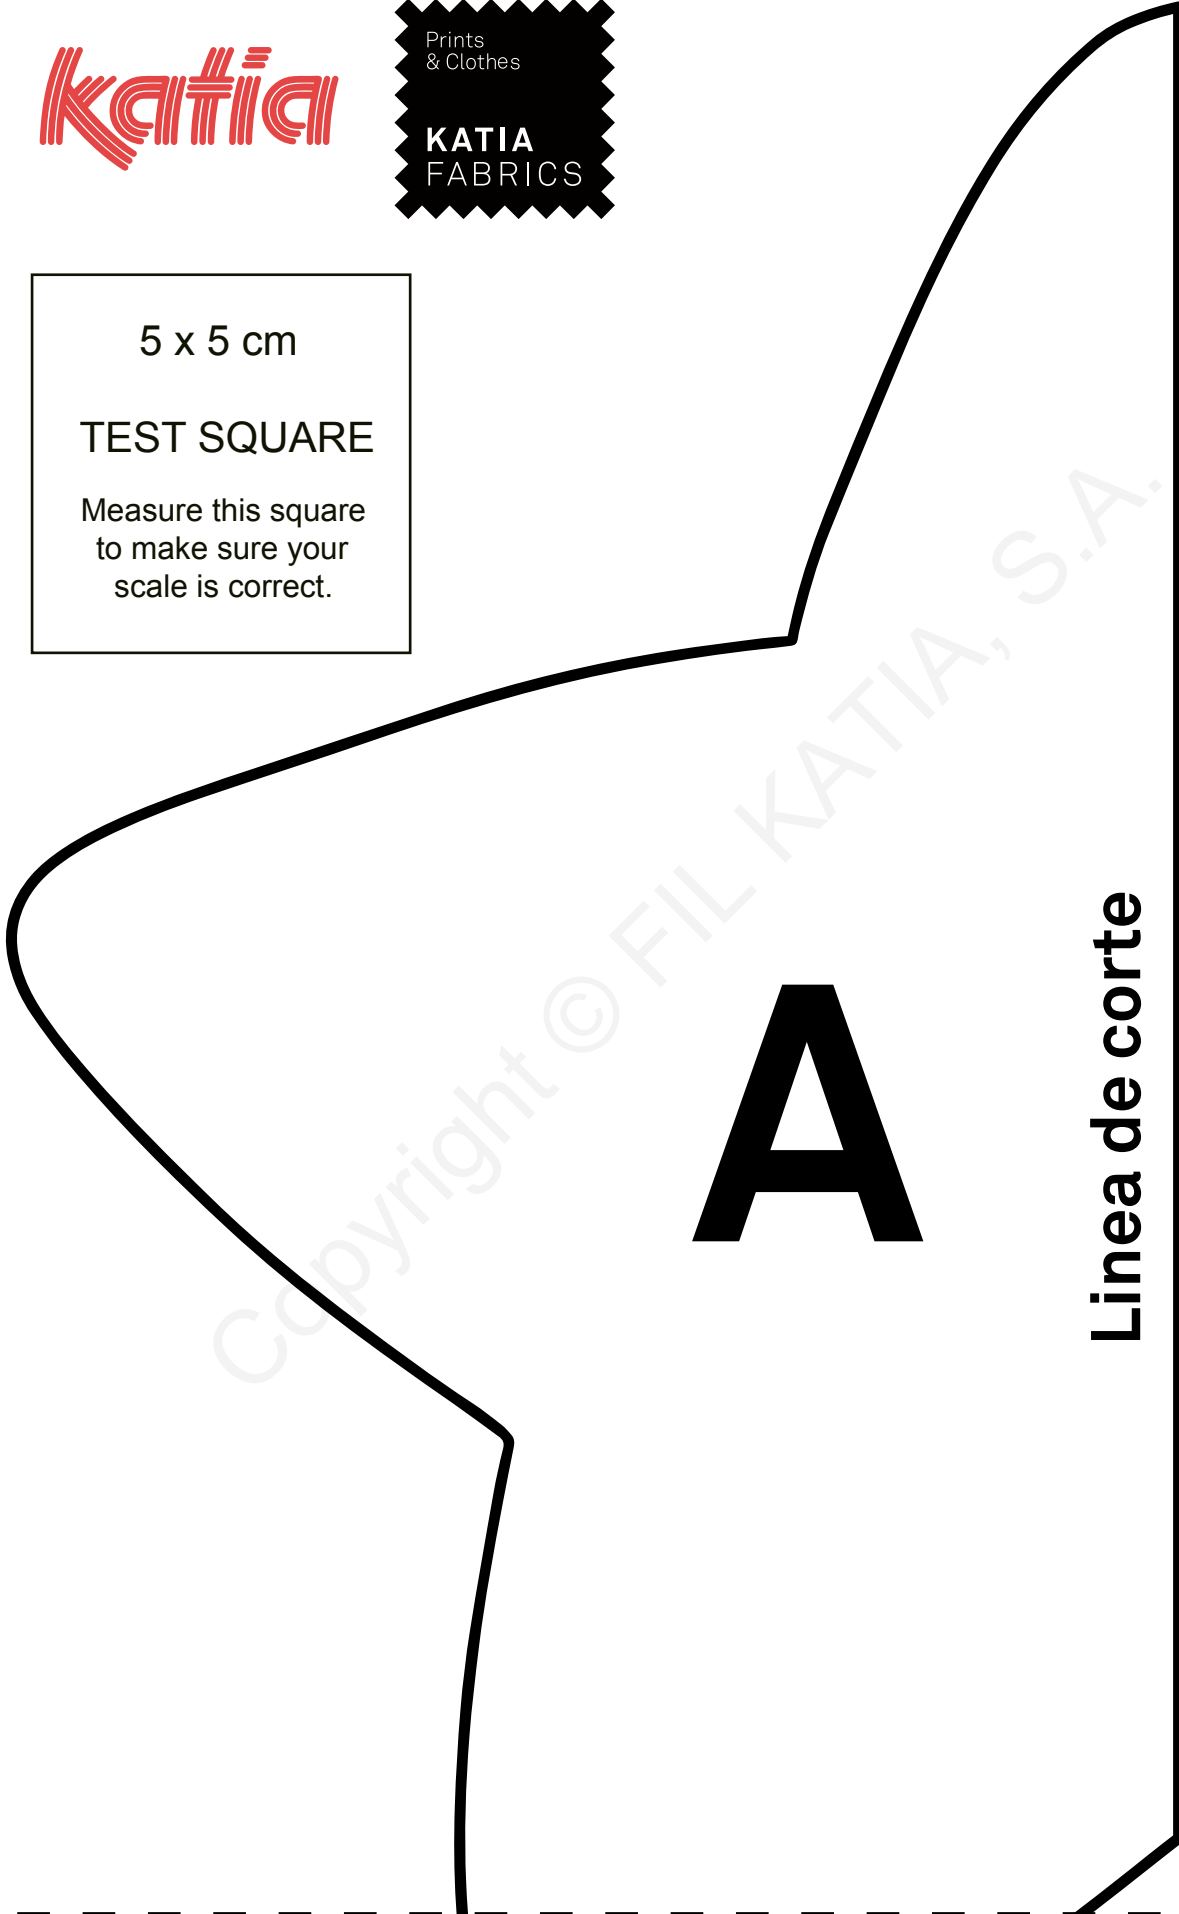 katia
Prints
& Clothes
KATIA
FABRICS
5 x 5 cm
TEST SQUARE
Measure this square
to make sure your
scale is correct.
Copyright © FIL KATIA, S.A.
A
Linea de corte